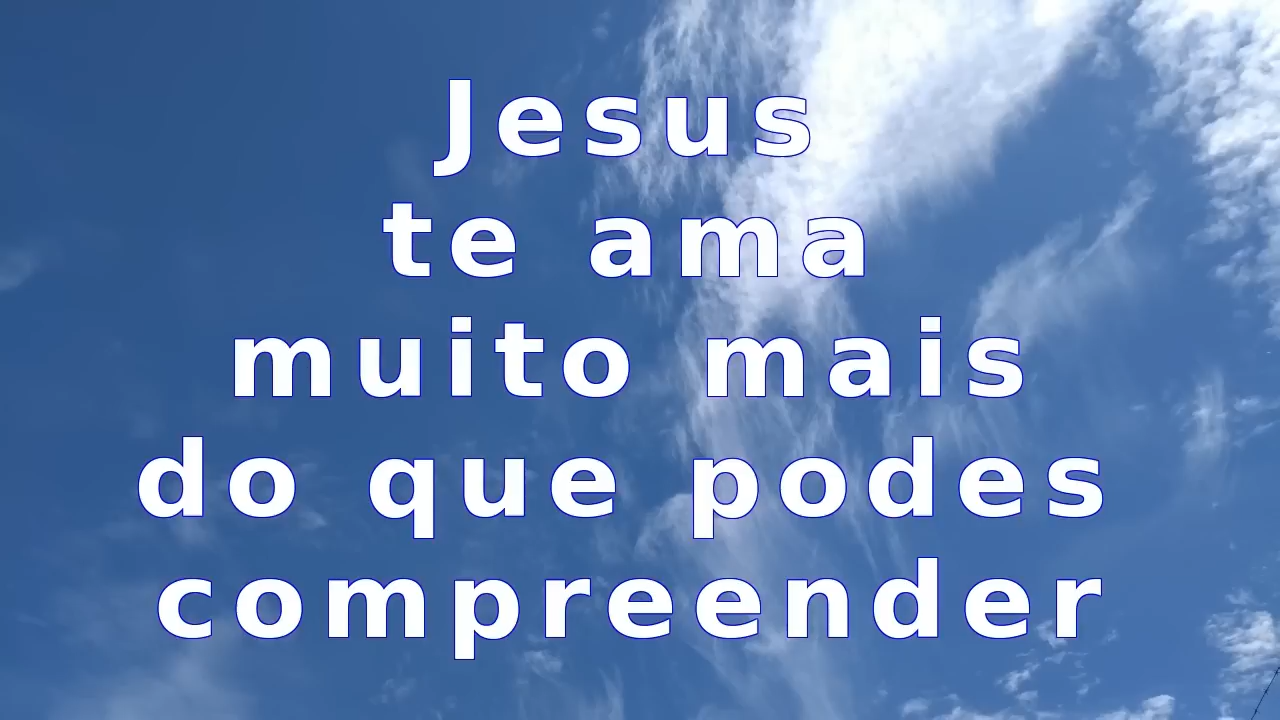 Jesus
te ama
muito mais
do que podes
compreender